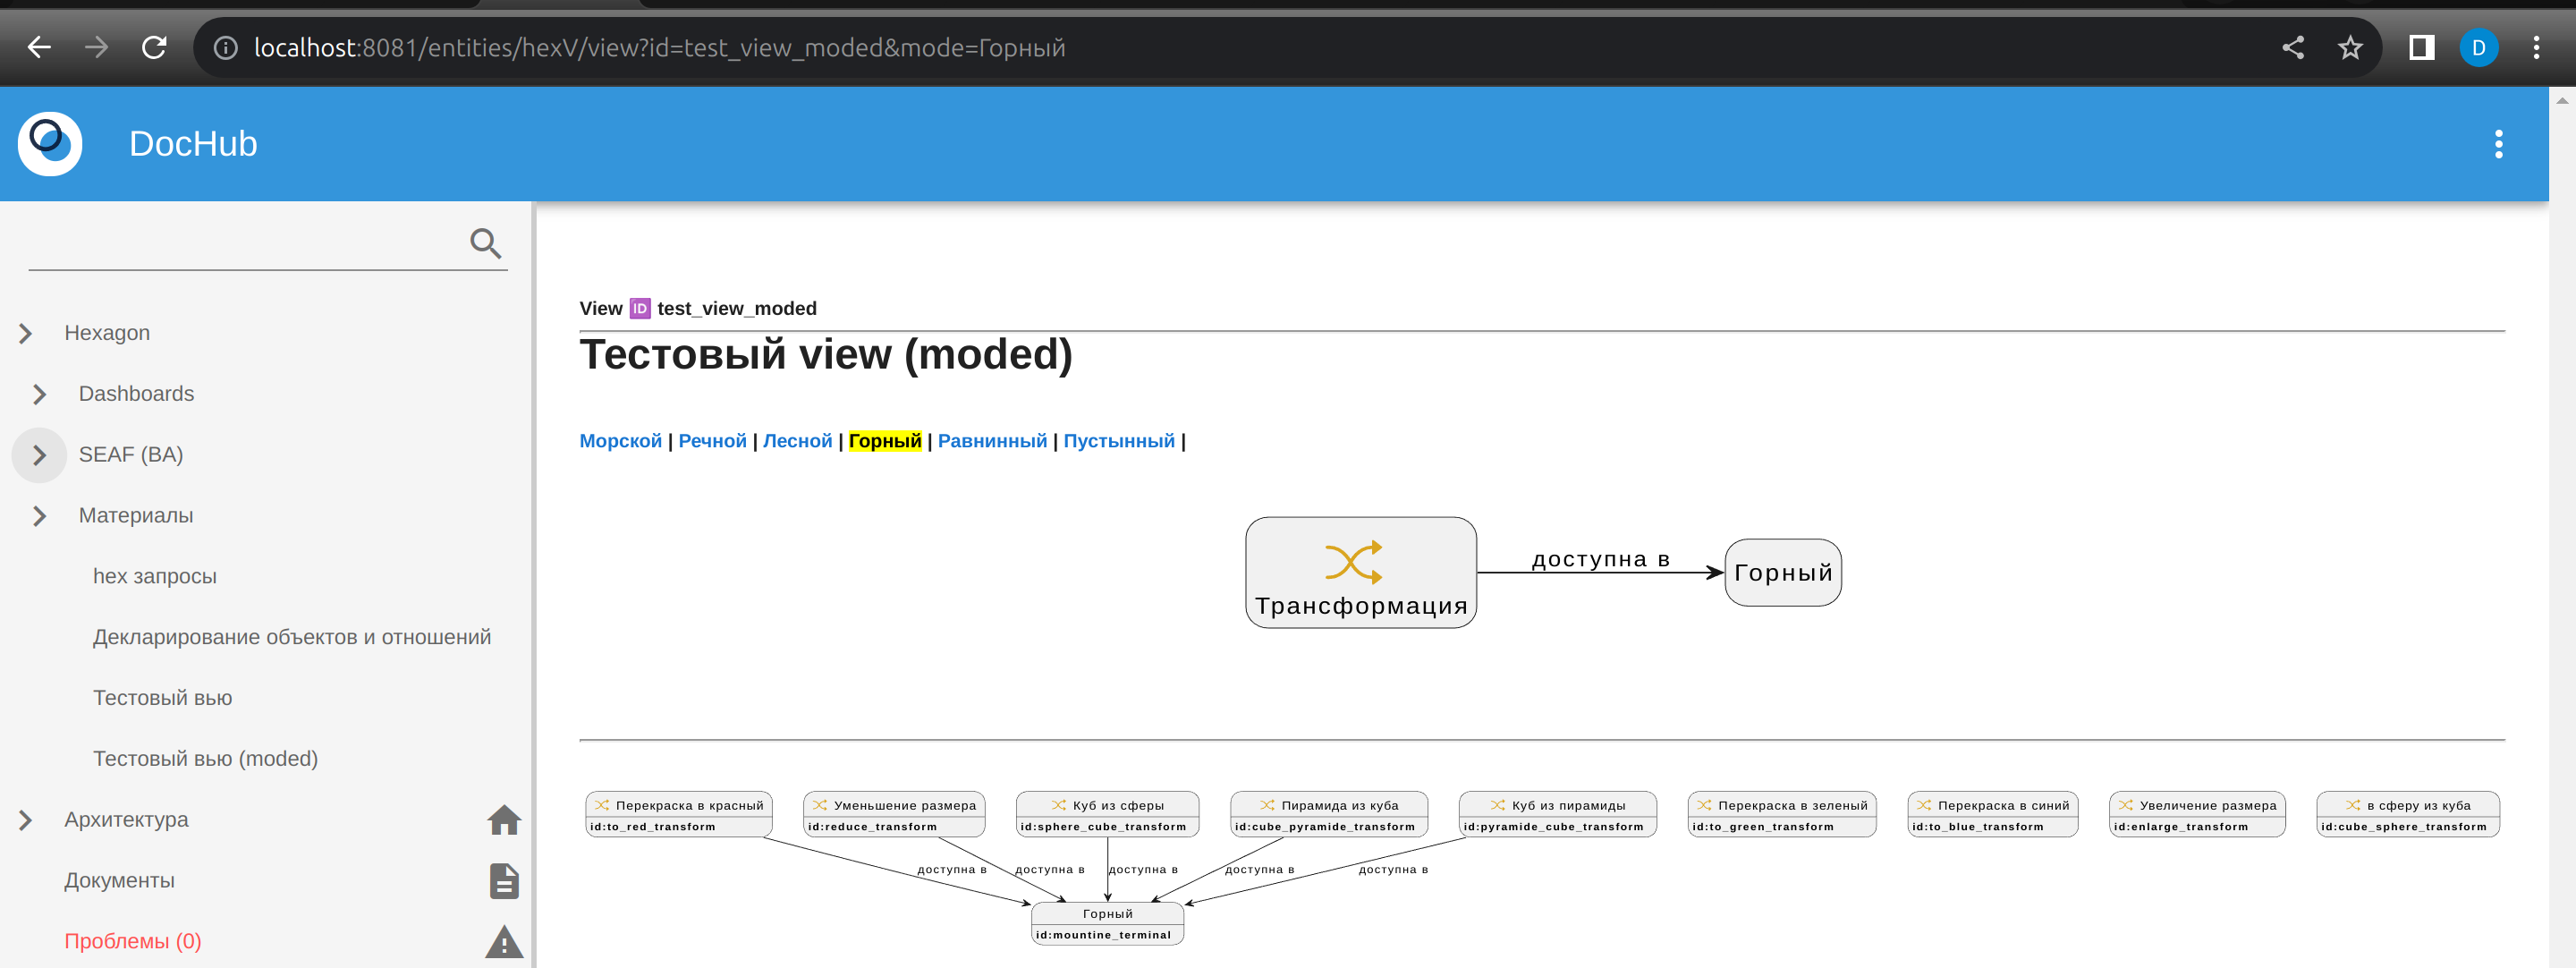 localhost:8081/entities/hexV/view?id=test_view_moded&mode=Горный
D
DocHub
Hexagon
Dashboards
SEAF (BA)
Материалы
hex запросы
Декларирование объектов и отношений
Тестовый вью
Тестовый вью (moded)
Архитектура
Документы
Проблемы (0)
View 🆔 test_view_moded
Тестовый view (moded)
Морской | Речной | Лесной | Горный | Равнинный | Пустынный |
Трансформация
доступна в
Горный
Перекраска в красный
id:to_red_transform
Уменьшение размера
id:reduce_transform
Куб из сферы
id:sphere_cube_transform
Пирамида из куба
id:cube_pyramide_transform
Куб из пирамиды
id:pyramide_cube_transform
Перекраска в зеленый
id:to_green_transform
Перекраска в синий
id:to_blue_transform
Увеличение размера
id:enlarge_transform
в сферу из куба
id:cube_sphere_transform
доступна в доступна в доступна в доступна в доступна в
Горный
id:mountine_terminal